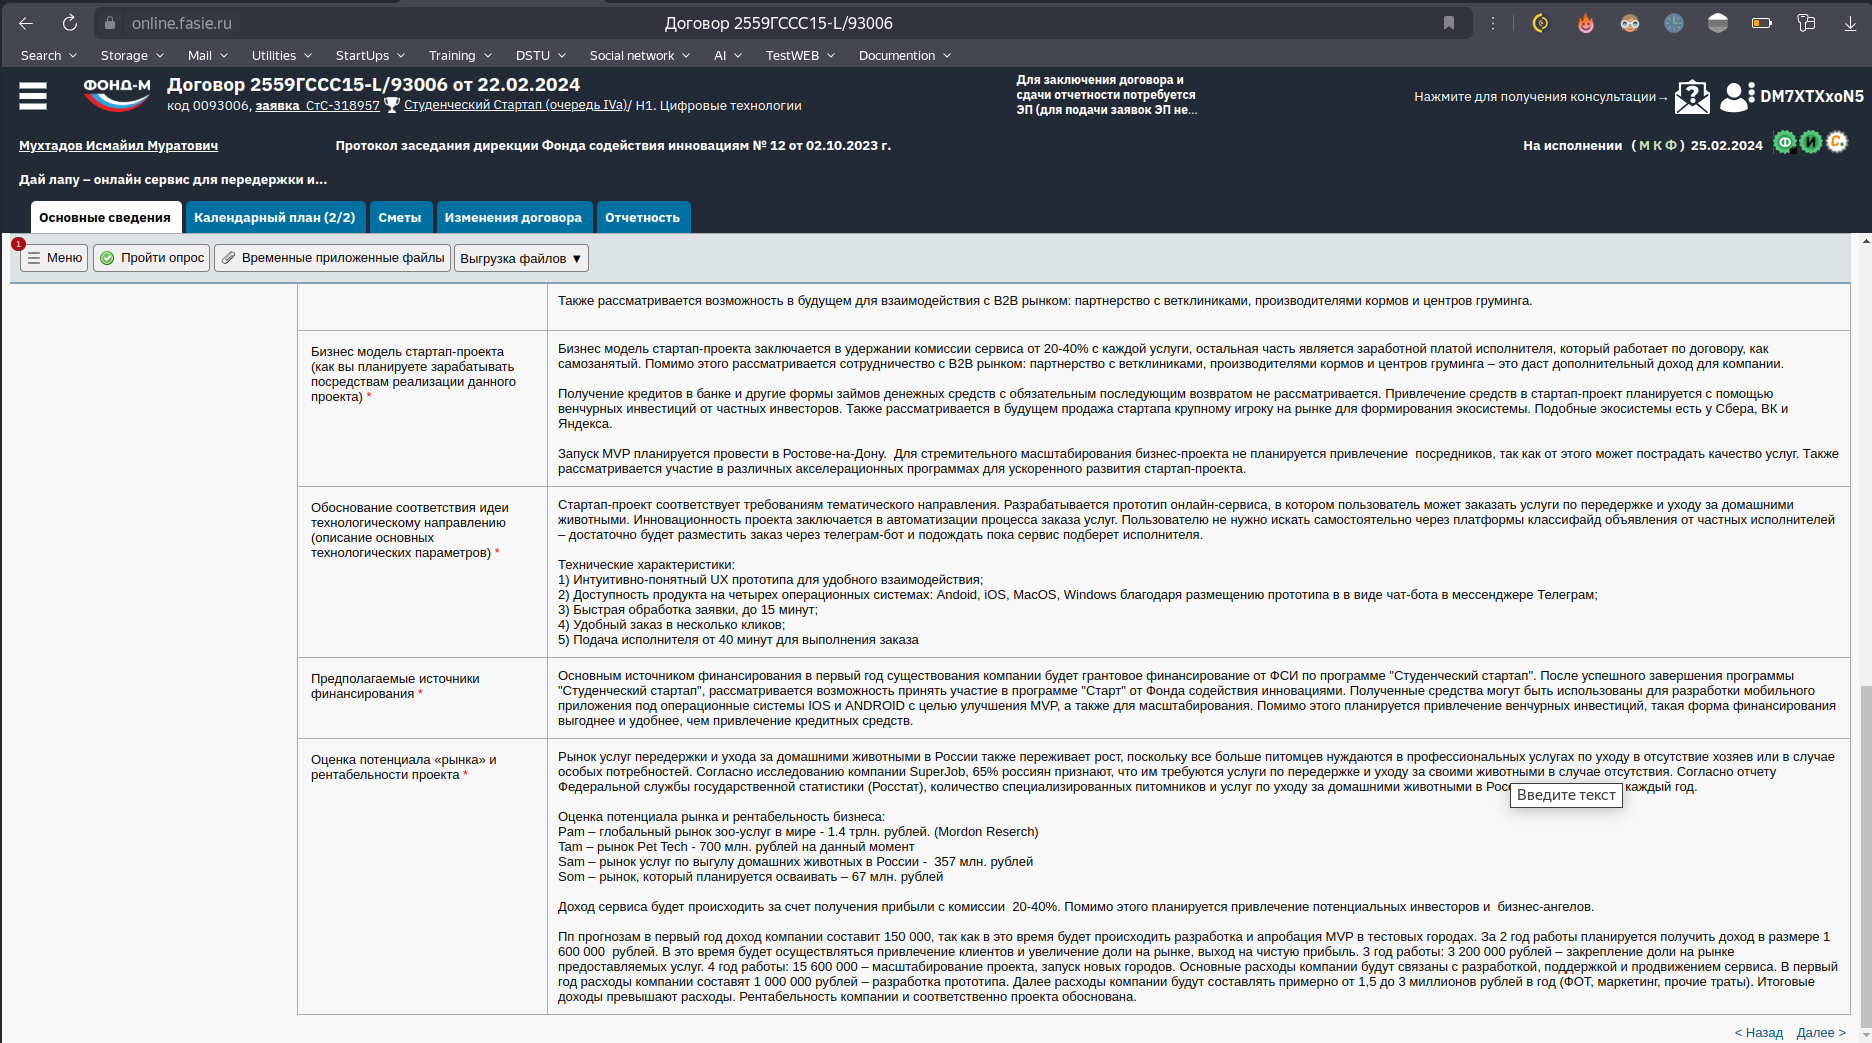 online.fasie.ru
Договор 2559ГССС15-L/93006
Search
Storage
Mail
Utilities
StartUps
Training
DSTU
Social network
AI
TestWEB
Documention
ФОНД-М
Договор 2559ГССС15-L/93006 от 22.02.2024
код 0093006, заявка СтС-318957 Студенческий Стартап (очередь IVa)/ Н1. Цифровые технологии
Для заключения договора и
сдачи отчетности потребуется
ЭП (для подачи заявок ЭП не...
Нажмите для получения консультации→
DM7XTXxoN5
Мухтадов Исмайил Муратович
Протокол заседания дирекции Фонда содействия инновациям № 12 от 02.10.2023 г.
На исполнении ( М К Ф ) 25.02.2024
Ф И С
Дай лапу – онлайн сервис для передержки и...
Основные сведения
Календарный план (2/2)
Сметы
Изменения договора
Отчетность
1
Меню
Пройти опрос
Временные приложенные файлы
Выгрузка файлов ▼
Также рассматривается возможность в будущем для взаимодействия с B2B рынком: партнерство с ветклиниками, производителями кормов и центров груминга.
Бизнес модель стартап-проекта
(как вы планируете зарабатывать
посредствам реализации данного
проекта) *
Бизнес модель стартап-проекта заключается в удержании комиссии сервиса от 20-40% с каждой услуги, остальная часть является заработной платой исполнителя, который работает по договору, как
самозанятый. Помимо этого рассматривается сотрудничество с B2B рынком: партнерство с ветклиниками, производителями кормов и центров груминга – это даст дополнительный доход для компании.
Получение кредитов в банке и другие формы займов денежных средств с обязательным последующим возвратом не рассматривается. Привлечение средств в стартап-проект планируется с помощью
венчурных инвестиций от частных инвесторов. Также рассматривается в будущем продажа стартапа крупному игроку на рынке для формирования экосистемы. Подобные экосистемы есть у Сбера, ВК и
Яндекса.
Запуск MVP планируется провести в Ростове-на-Дону.  Для стремительного масштабирования бизнес-проекта не планируется привлечение  посредников, так как от этого может пострадать качество услуг. Также
рассматривается участие в различных акселерационных программах для ускоренного развития стартап-проекта.
Обоснование соответствия идеи
технологическому направлению
(описание основных
технологических параметров) *
Стартап-проект соответствует требованиям тематического направления. Разрабатывается прототип онлайн-сервиса, в котором пользователь может заказать услуги по передержке и уходу за домашними
животными. Инновационность проекта заключается в автоматизации процесса заказа услуг. Пользователю не нужно искать самостоятельно через платформы классифайд объявления от частных исполнителей
– достаточно будет разместить заказ через телеграм-бот и подождать пока сервис подберет исполнителя.
Технические характеристики:
1) Интуитивно-понятный UX прототипа для удобного взаимодействия;
2) Доступность продукта на четырех операционных системах: Andoid, iOS, MacOS, Windows благодаря размещению прототипа в в виде чат-бота в мессенджере Телеграм;
3) Быстрая обработка заявки, до 15 минут;
4) Удобный заказ в несколько кликов;
5) Подача исполнителя от 40 минут для выполнения заказа
Предполагаемые источники
финансирования *
Основным источником финансирования в первый год существования компании будет грантовое финансирование от ФСИ по программе "Студенческий стартап". После успешного завершения программы
"Студенческий стартап", рассматривается возможность принять участие в программе "Старт" от Фонда содействия инновациями. Полученные средства могут быть использованы для разработки мобильного
приложения под операционные системы IOS и ANDROID с целью улучшения MVP, а также для масштабирования. Помимо этого планируется привлечение венчурных инвестиций, такая форма финансирования
выгоднее и удобнее, чем привлечение кредитных средств.
Оценка потенциала «рынка» и
рентабельности проекта *
Рынок услуг передержки и ухода за домашними животными в России также переживает рост, поскольку все больше питомцев нуждаются в профессиональных услугах по уходу в отсутствие хозяев или в случае
особых потребностей. Согласно исследованию компании SuperJob, 65% россиян признают, что им требуются услуги по передержке и уходу за своими животными в случае отсутствия. Согласно отчету
Федеральной службы государственной статистики (Росстат), количество специализированных питомников и услуг по уходу за домашними животными в каждый год.
Введите текст
Оценка потенциала рынка и рентабельность бизнеса:
Pam – глобальный рынок зоо-услуг в мире - 1.4 трлн. рублей. (Mordon Reserch)
Tam – рынок Pet Tech - 700 млн. рублей на данный момент
Sam – рынок услуг по выгулу домашних животных в России -  357 млн. рублей
Som – рынок, который планируется осваивать – 67 млн. рублей
Доход сервиса будет происходить за счет получения прибыли с комиссии  20-40%. Помимо этого планируется привлечение потенциальных инвесторов и  бизнес-ангелов.
Пп прогнозам в первый год доход компании составит 150 000, так как в это время будет происходить разработка и апробация MVP в тестовых городах. За 2 год работы планируется получить доход в размере 1
600 000  рублей. В это время будет осуществляться привлечение клиентов и увеличение доли на рынке, выход на чистую прибыль. 3 год работы: 3 200 000 рублей – закрепление доли на рынке
предоставляемых услуг. 4 год работы: 15 600 000 – масштабирование проекта, запуск новых городов. Основные расходы компании будут связаны с разработкой, поддержкой и продвижением сервиса. В первый
год расходы компании составят 1 000 000 рублей – разработка прототипа. Далее расходы компании будут составлять примерно от 1,5 до 3 миллионов рублей в год (ФОТ, маркетинг, прочие траты). Итоговые
доходы превышают расходы. Рентабельность компании и соответственно проекта обоснована.
< Назад
Далее >